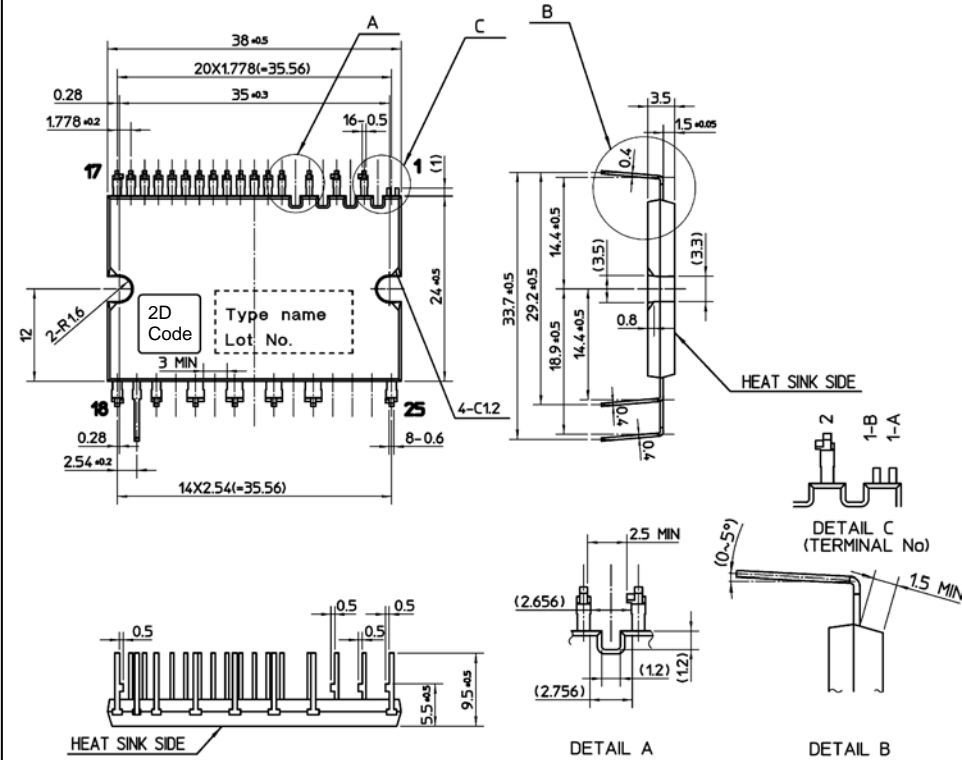 A
C
B
38 ±0.5
20X1.778(=35.56)
35 ±0.3
0.28
1.778 ±0.2
16-0.5
17
1
(1)
3.5
1.5 ±0.05
0.4
33.7 ±0.5
29.2 ±0.5
14.4 ±0.5
(3.5)
(3.3)
24 ±0.5
12
2-R1.6
2D
Code
Type name
Lot No.
3 MIN
0.8
18.9 ±0.5
14.4 ±0.5
HEAT SINK SIDE
18
25
4-C1.2
0.28
8-0.6
2.54 ±0.2
14X2.54(=35.56)
0.4
0.4
2
1-B
1-A
DETAIL C
(TERMINAL No)
2.5 MIN
(0~5°)
1.5 MIN
(2.656)
(1.2)
(1.2)
(2.756)
0.5
0.5
0.5
0.5
5.5 ±0.5
9.5 ±0.5
HEAT SINK SIDE
DETAIL A
DETAIL B